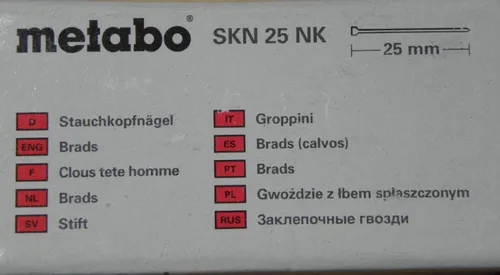 metabo® SKN 25 NK
25 mm
D Stauchkopfnägel
ENG Brads
F Clous tete homme
NL Brads
SV Stift
IT Groppini
ES Brads (calvos)
PT Brads
PL Gwoździe z łbem spłaszczonym
RUS Заклепочные гвозди